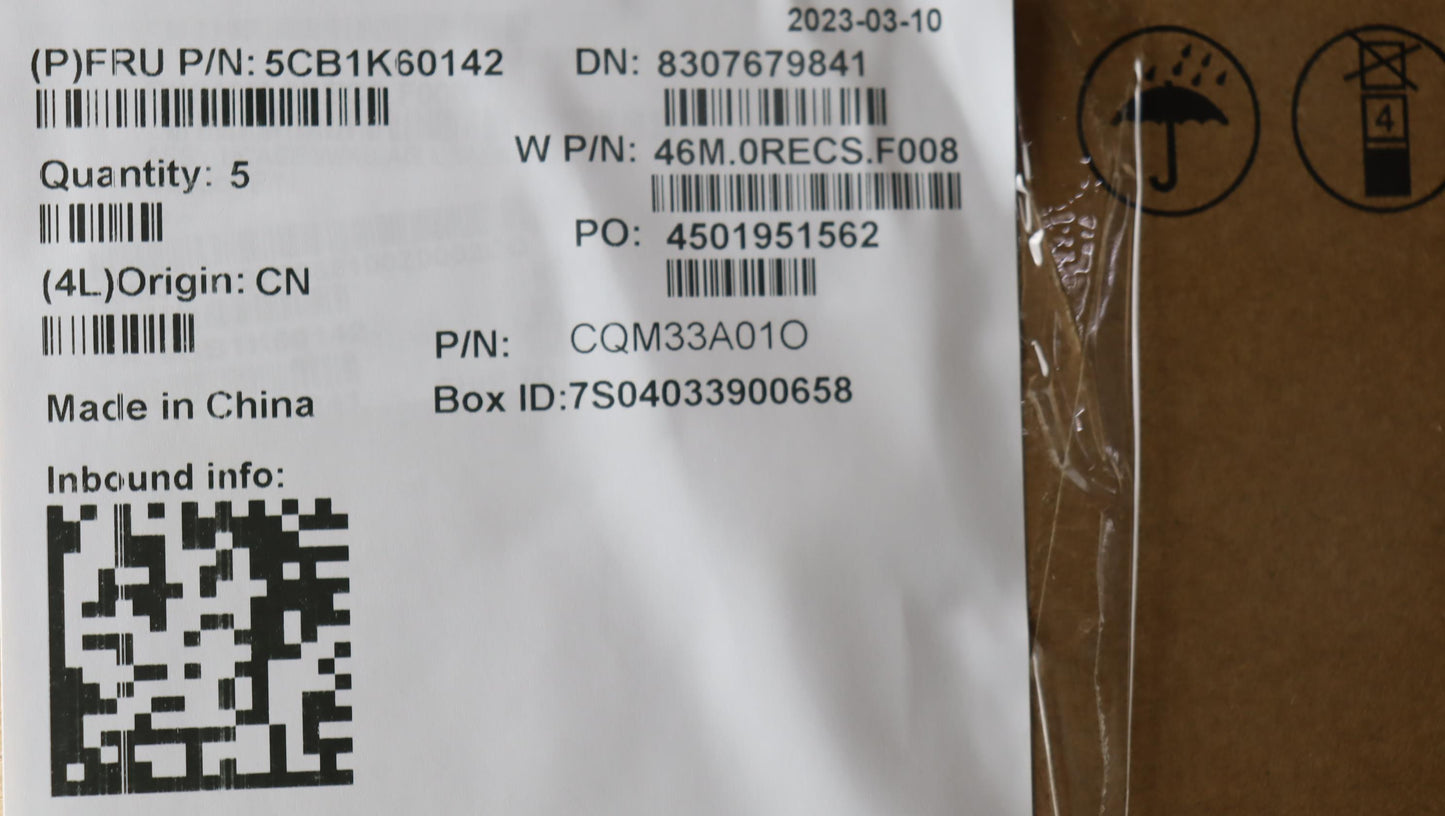 2023-03-10
(P)FRU P/N: 5CB1K60142
DN: 8307679841
W P/N: 46M.0RECS.F008
Quantity: 5
PO: 4501951562
(4L)Origin: CN
P/N: CQM33A01O
Made in China
Box ID:7S04033900658
Inbound info:
4